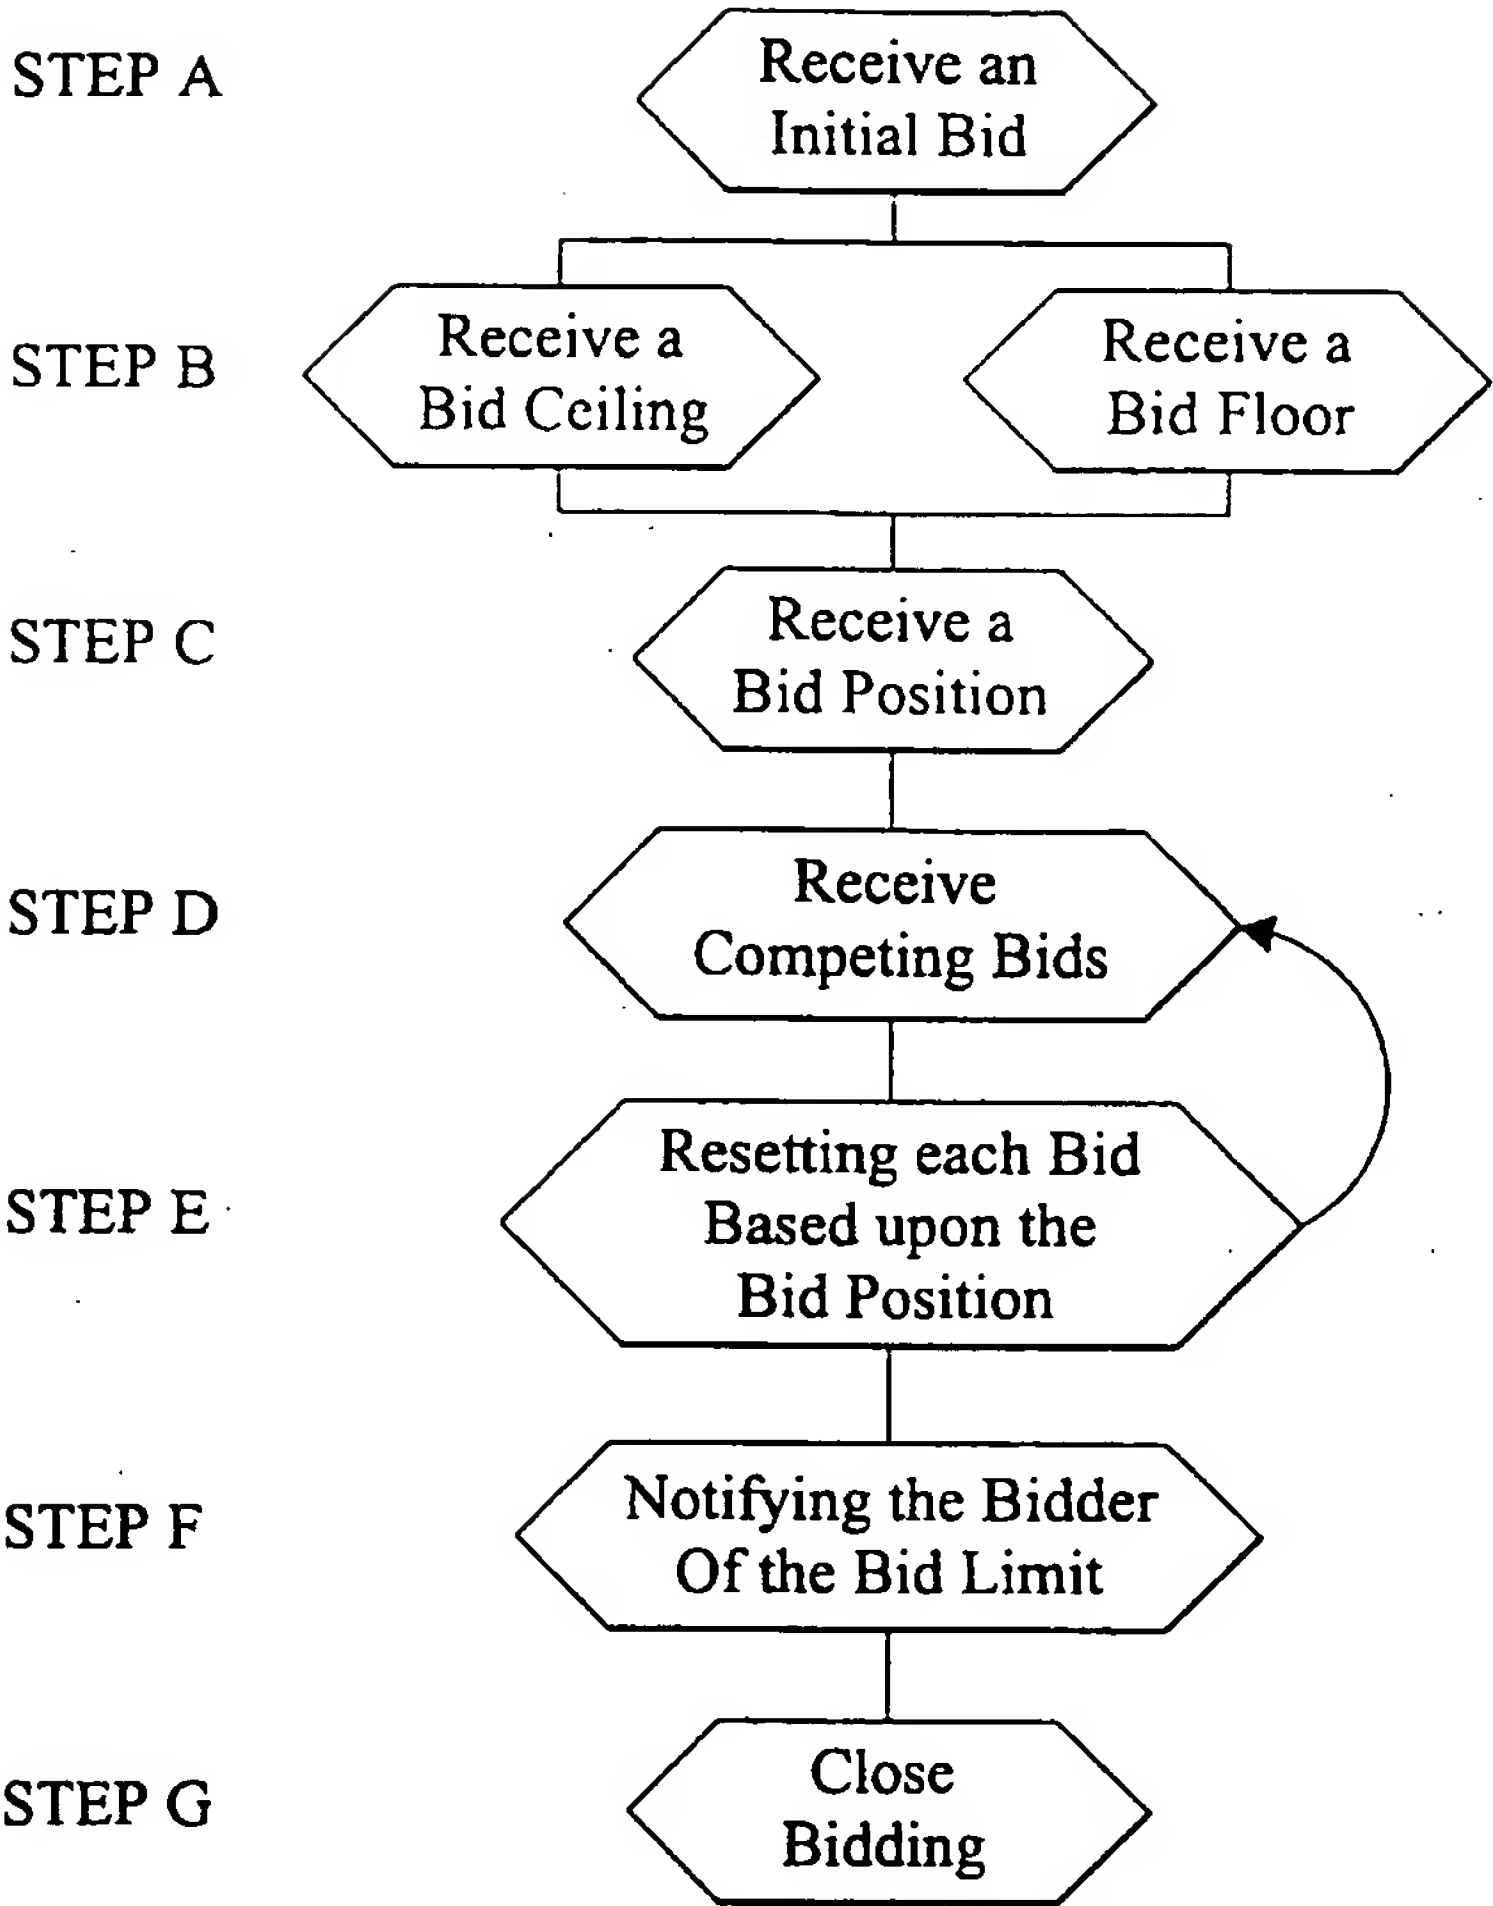 STEP A
Receive an
Initial Bid
STEP B
Receive a
Bid Ceiling
Receive a
Bid Floor
STEP C
Receive a
Bid Position
STEP D
Receive
Competing Bids
STEP E
Resetting each Bid
Based upon the
Bid Position
STEP F
Notifying the Bidder
Of the Bid Limit
STEP G
Close
Bidding